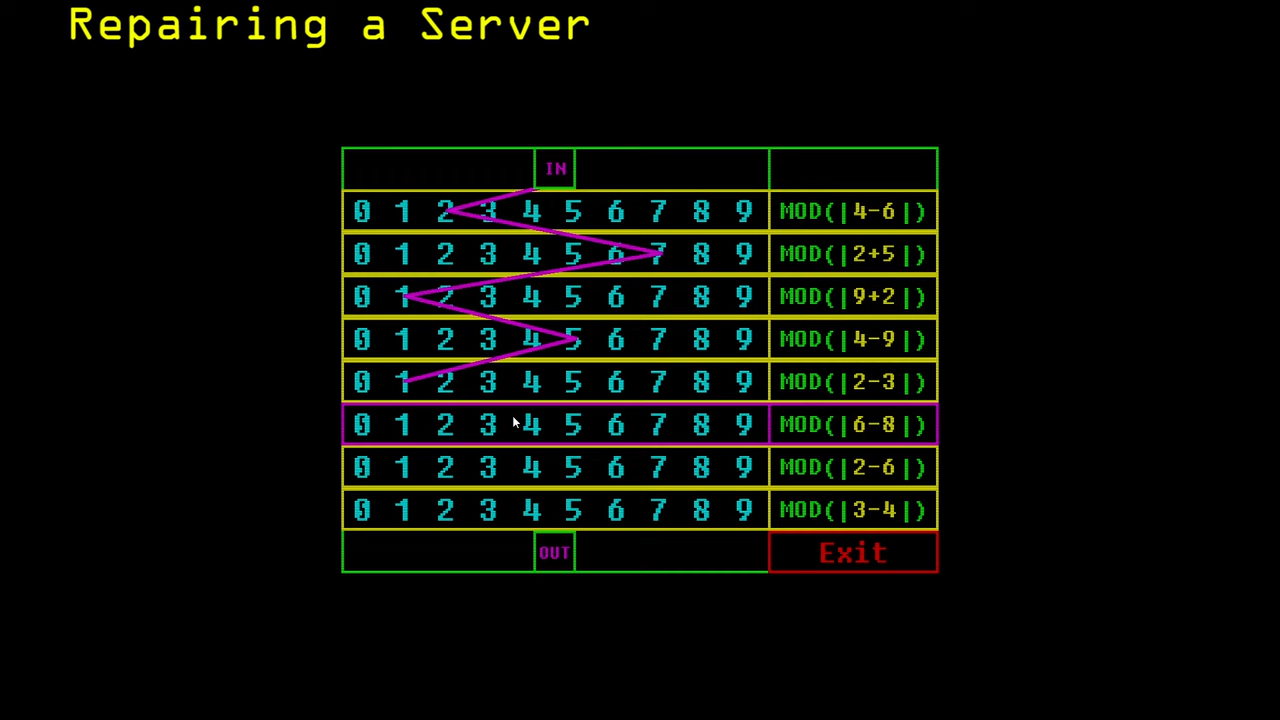 Repairing a Server
IN
0 1 2 3 4 5 6 7 8 9 MOD(|4-6|)
0 1 2 3 4 5 6 7 8 9 MOD(|2+5|)
0 1 2 3 4 5 6 7 8 9 MOD(|9+2|)
0 1 2 3 4 5 6 7 8 9 MOD(|4-9|)
0 1 2 3 4 5 6 7 8 9 MOD(|2-3|)
0 1 2 3 4 5 6 7 8 9 MOD(|6-8|)
0 1 2 3 4 5 6 7 8 9 MOD(|2-6|)
0 1 2 3 4 5 6 7 8 9 MOD(|3-4|)
OUT Exit